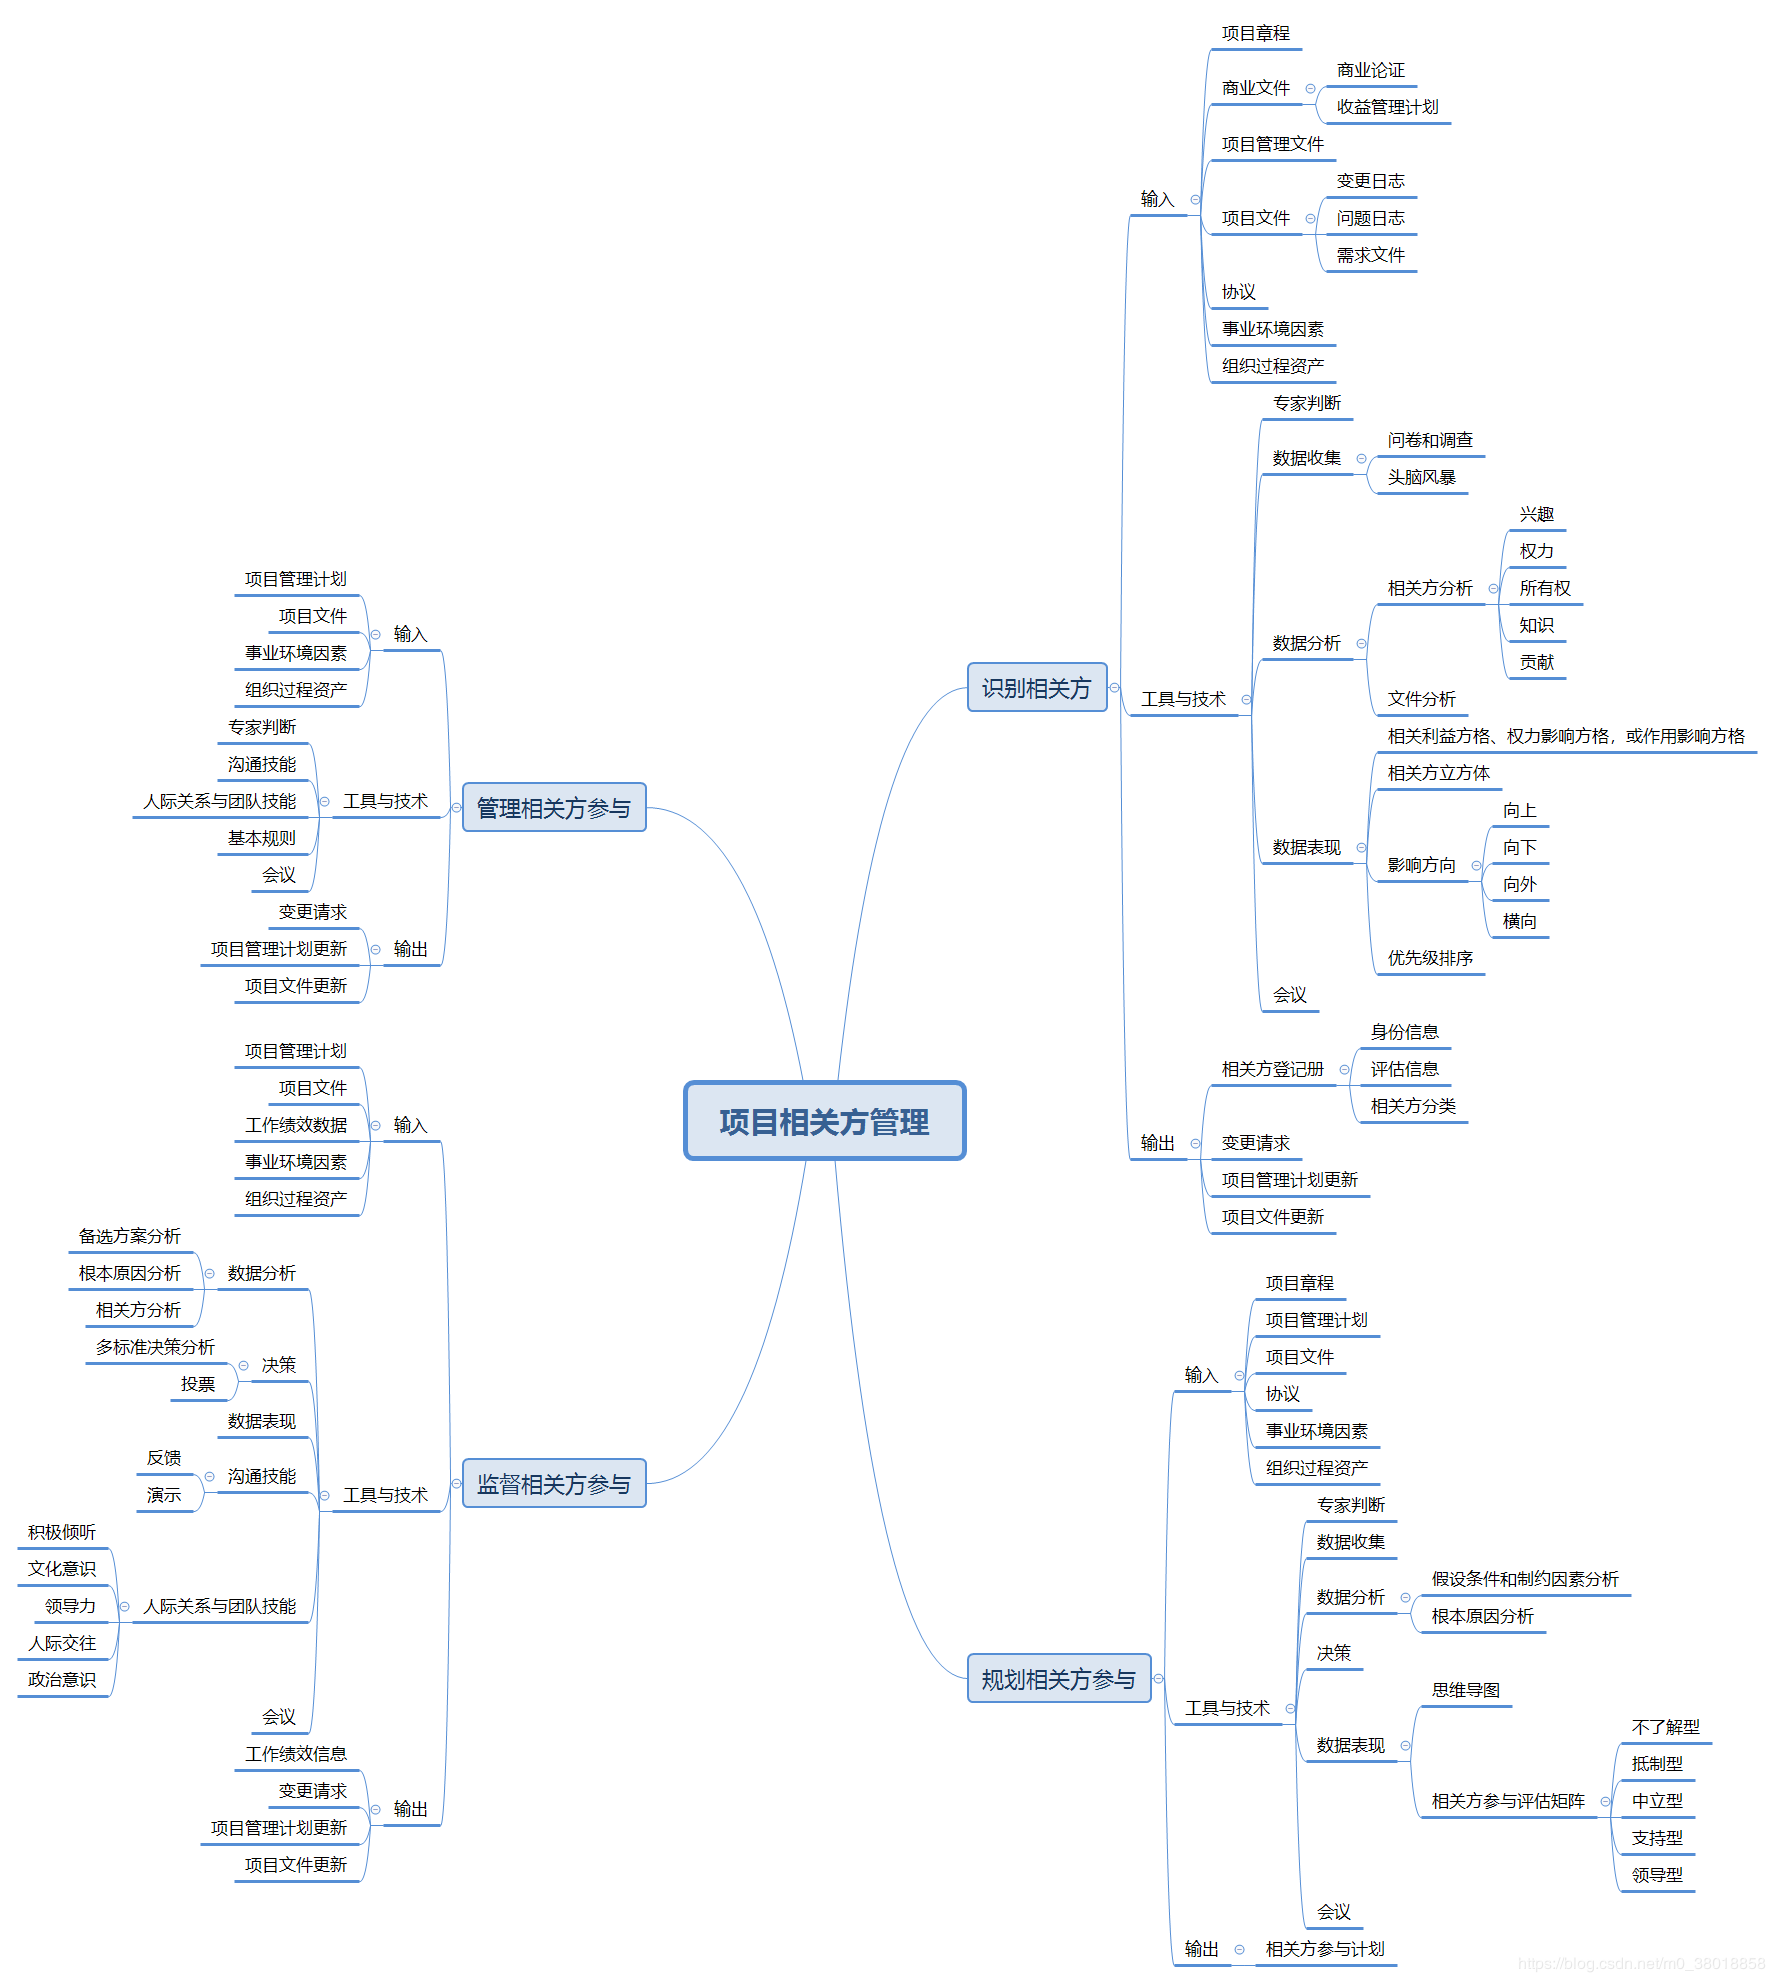 项目相关方管理
识别相关方
输入
项目章程
商业文件
商业论证
收益管理计划
项目管理文件
项目文件
变更日志
问题日志
需求文件
协议
事业环境因素
组织过程资产
工具与技术
专家判断
数据收集
问卷和调查
头脑风暴
数据分析
相关方分析
兴趣
权力
所有权
知识
贡献
文件分析
数据表现
相关利益方格、权力影响方格，或作用影响方格
相关方立方体
影响方向
向上
向下
向外
横向
优先级排序
会议
输出
相关方登记册
身份信息
评估信息
相关方分类
变更请求
项目管理计划更新
项目文件更新
规划相关方参与
输入
项目章程
项目管理计划
项目文件
协议
事业环境因素
组织过程资产
工具与技术
专家判断
数据收集
数据分析
假设条件和制约因素分析
根本原因分析
决策
数据表现
思维导图
相关方参与评估矩阵
不了解型
抵制型
中立型
支持型
领导型
会议
输出
相关方参与计划
管理相关方参与
输入
项目管理计划
项目文件
事业环境因素
组织过程资产
工具与技术
专家判断
沟通技能
人际关系与团队技能
基本规则
会议
输出
变更请求
项目管理计划更新
项目文件更新
监督相关方参与
输入
项目管理计划
项目文件
工作绩效数据
事业环境因素
组织过程资产
工具与技术
数据分析
备选方案分析
根本原因分析
相关方分析
决策
多标准决策分析
投票
数据表现
沟通技能
反馈
演示
人际关系与团队技能
积极倾听
文化意识
领导力
人际交往
政治意识
会议
输出
工作绩效信息
变更请求
项目管理计划更新
项目文件更新
https://blog.csdn.net/m0_38018858